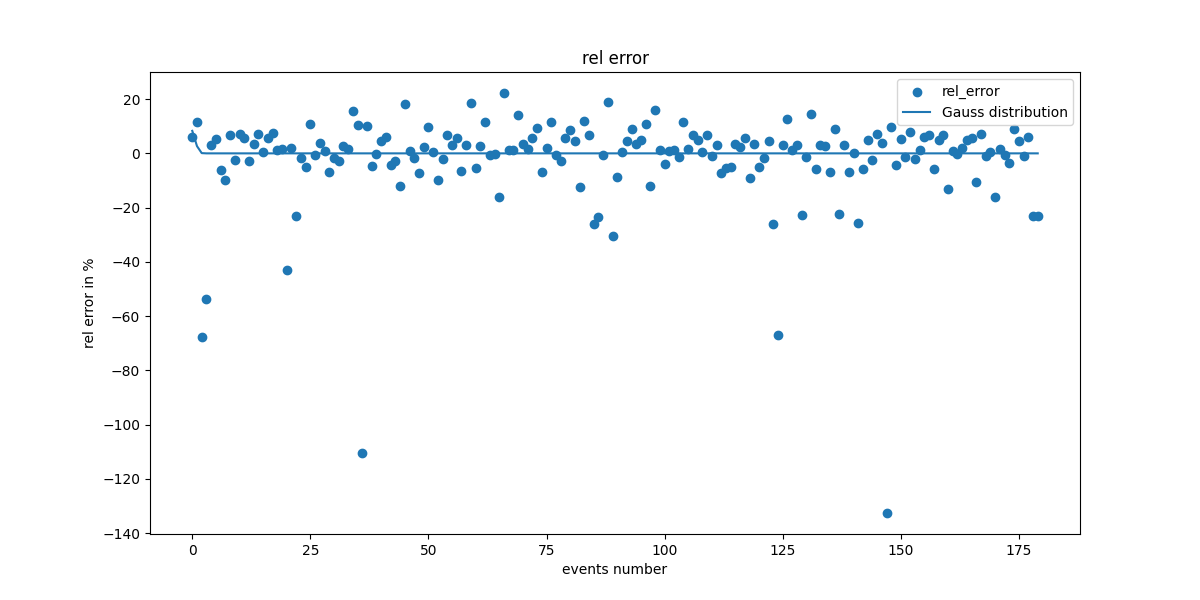 rel error
rel_error
Gauss distribution
20
0
−20
−40
−60
−80
−100
−120
−140
rel error in %
0 25 50 75 100 125 150 175
events number